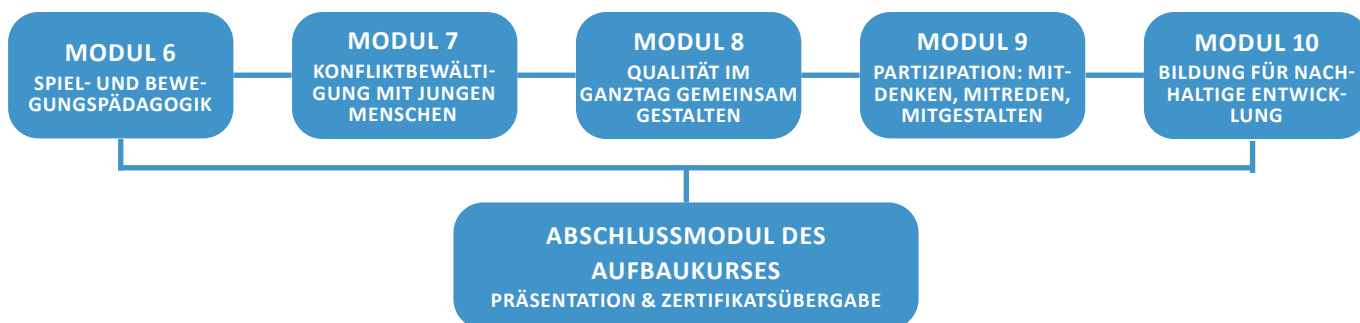 MODUL 6
SPIEL- UND BEWE-
GUNGSPÄDAGOGIK
MODUL 7
KONFLIKTBEWÄLTI-
GUNG MIT JUNGEN
MENSCHEN
MODUL 8
QUALITÄT IM
GANZTAG GEMEINSAM
GESTALTEN
MODUL 9
PARTIZIPATION: MIT-
DENKEN, MITREDEN,
MITGESTALTEN
MODUL 10
BILDUNG FÜR NACH-
HALTIGE ENTWICK-
LUNG
ABSCHLUSSMODUL DES
AUFBAUKURSES
PRÄSENTATION & ZERTIFIKATSÜBERGABE